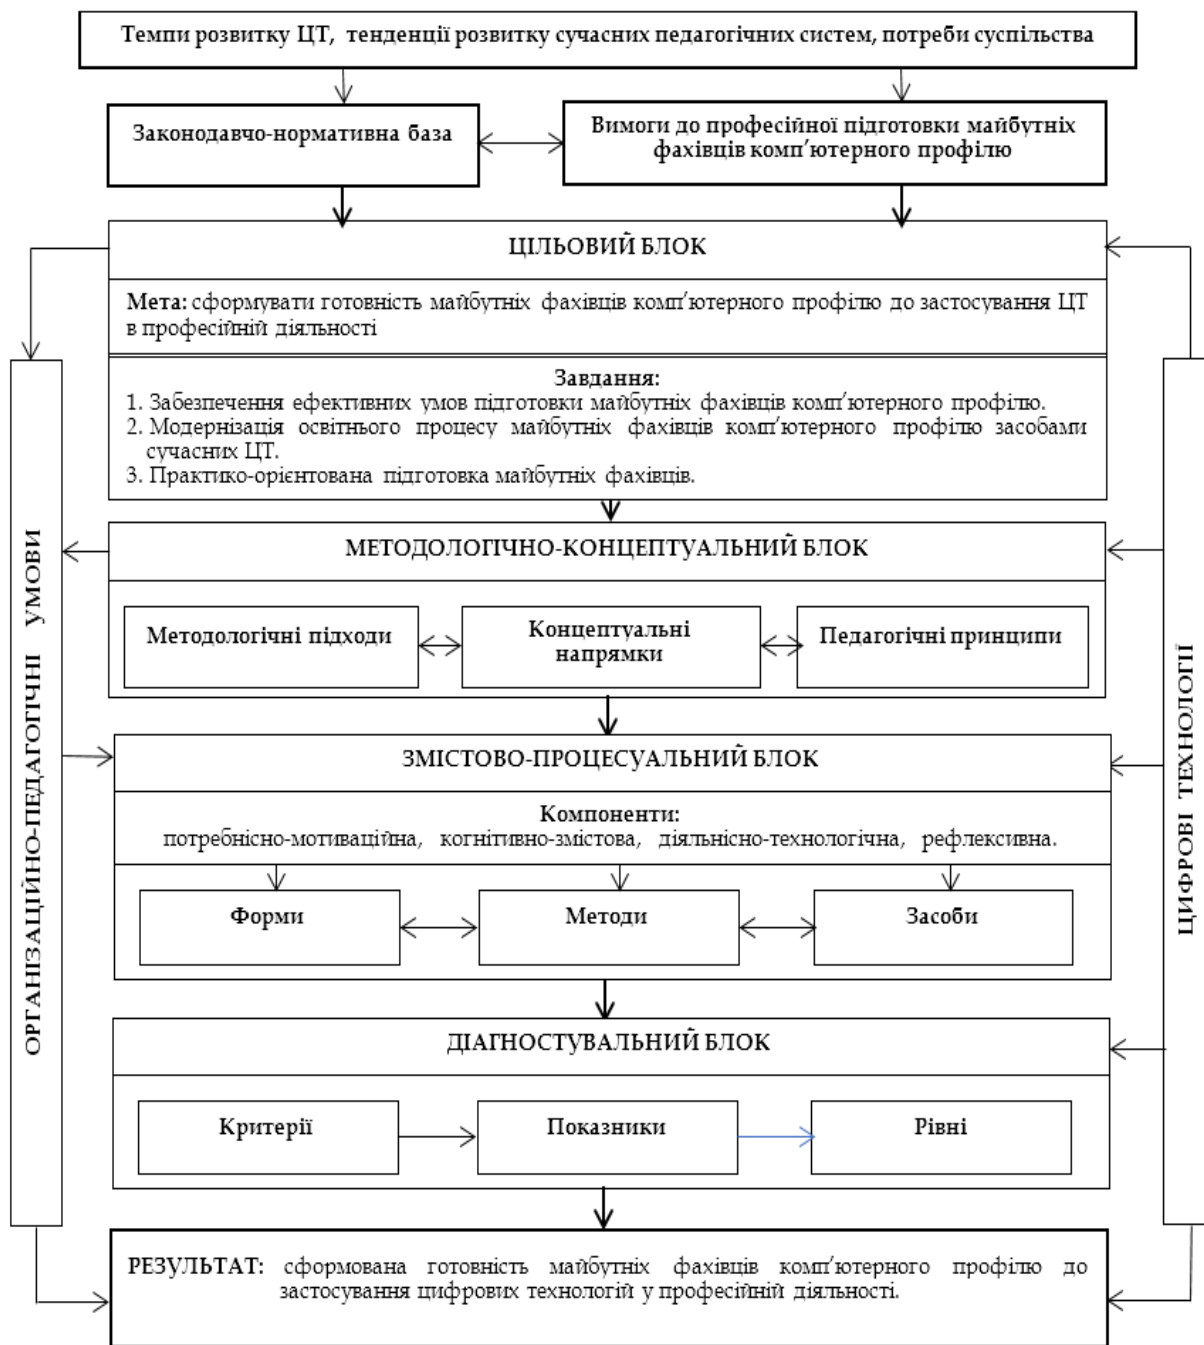 Темпи розвитку ЦТ, тенденції розвитку сучасних педагогічних систем, потреби суспільства
Законодавчо-нормативна база
Вимоги до професійної підготовки майбутніх
фахівців комп’ютерного профілю
ЦІЛЬОВИЙ БЛОК
Мета: сформувати готовність майбутніх фахівців комп’ютерного профілю до застосування ЦТ
в професійній діяльності
Завдання:
1. Забезпечення ефективних умов підготовки майбутніх фахівців комп’ютерного профілю.
2. Модернізація освітнього процесу майбутніх фахівців комп’ютерного профілю засобами
сучасних ЦТ.
3. Практико-орієнтована підготовка майбутніх фахівців.
ОРГАНІЗАЦІЙНО-ПЕДАГОГІЧНІ УМОВИ
ЦИФРОВІ ТЕХНОЛОГІЇ
МЕТОДОЛОГІЧНО-КОНЦЕПТУАЛЬНИЙ БЛОК
Методологічні підходи
Концептуальні
напрямки
Педагогічні принципи
ЗМІСТОВО-ПРОЦЕСУАЛЬНИЙ БЛОК
Компоненти:
потребнісно-мотиваційна, когнітивно-змістова, діяльнісно-технологічна, рефлексивна.
Форми
Методи
Засоби
ДІАГНОСТУВАЛЬНИЙ БЛОК
Критерії
Показники
Рівні
РЕЗУЛЬТАТ: сформована готовність майбутніх фахівців комп’ютерного профілю до
застосування цифрових технологій у професійній діяльності.